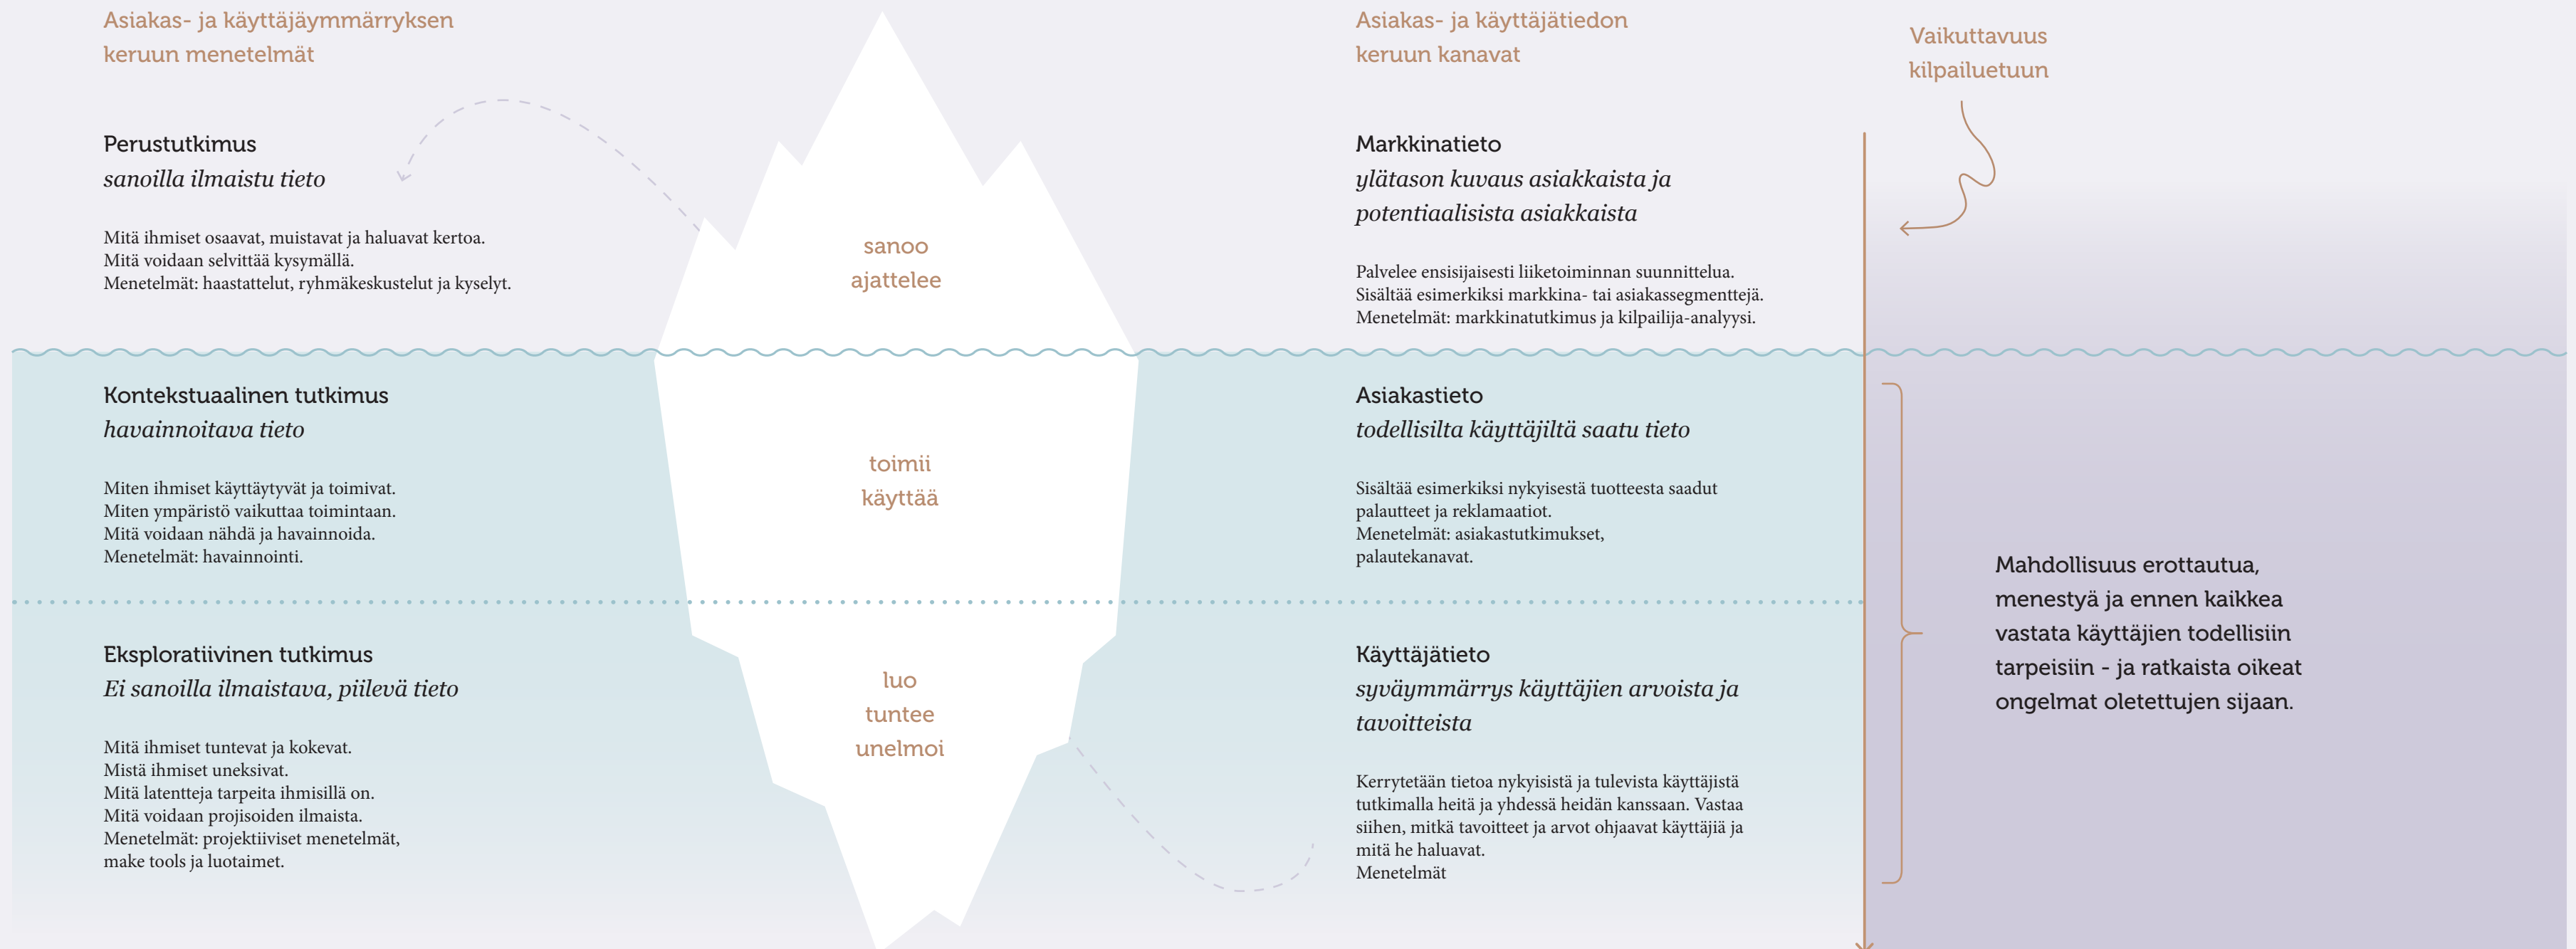 Asiakas- ja käyttäjäymmärryksen
keruun menetelmät
Perustutkimus
sanoilla ilmaistu tieto
Mitä ihmiset osaavat, muistavat ja haluavat kertoa.
Mitä voidaan selvittää kysymällä.
Menetelmät: haastattelut, ryhmäkeskustelut ja kyselyt.
sanoo
ajattelee
Asiakas- ja käyttäjätiedon
keruun kanavat
Markkinatieto
ylätason kuvaus asiakkaista ja
potentiaalisista asiakkaista
Palvelee ensisijaisesti liiketoiminnan suunnittelua.
Sisältää esimerkiksi markkina- tai asiakassegmenttejä.
Menetelmät: markkinatutkimus ja kilpailija-analyysi.
Vaikuttavuus
kilpailuetuun
Kontekstuaalinen tutkimus
havainnoitava tieto
Miten ihmiset käyttäytyvät ja toimivat.
Miten ympäristö vaikuttaa toimintaan.
Mitä voidaan nähdä ja havainnoida.
Menetelmät: havainnointi.
toimii
käyttää
Asiakastieto
todellisilta käyttäjiltä saatu tieto
Sisältää esimerkiksi nykyisestä tuotteesta saadut
palautteet ja reklamaatiot.
Menetelmät: asiakastutkimukset,
palautekanavat.
Eksploratiivinen tutkimus
Ei sanoilla ilmaistava, piilevä tieto
Mitä ihmiset tuntevat ja kokevat.
Mistä ihmiset uneksivat.
Mitä latentteja tarpeita ihmisillä on.
Mitä voidaan projisoiden ilmaista.
Menetelmät: projektiiviset menetelmät,
make tools ja luotaimet.
luo
tuntee
unelmoi
Käyttäjätieto
syväymmärrys käyttäjien arvoista ja
tavoitteista
Kerrytetään tietoa nykyisistä ja tulevista käyttäjistä
tutkimalla heitä ja yhdessä heidän kanssaan. Vastaa
siihen, mitkä tavoitteet ja arvot ohjaavat käyttäjiä ja
mitä he haluavat.
Menetelmät
Mahdollisuus erottautua,
menestyä ja ennen kaikkea
vastata käyttäjien todellisiin
tarpeisiin - ja ratkaista oikeat
ongelmat oletettujen sijaan.